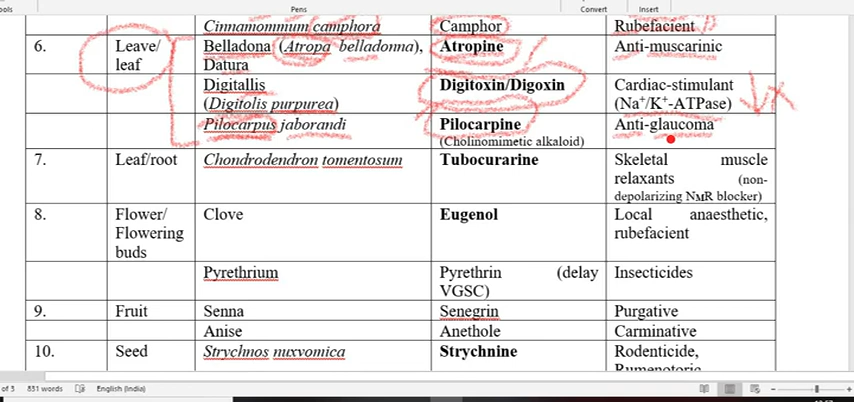 ols
Pens
Convert
Insert
Cinnamommum camphora Camphor Rubefacient
6. Leave/ Belladona (Atropa belladonna), Atropine Anti-muscarinic
leaf Datura
Digitallis Digitoxin/Digoxin Cardiac-stimulant
(Digitolis purpurea) (Na+/K+-ATPase)
Pilocarpus jaborandi Pilocarpine Anti-glaucoma
(Cholinomimetic alkaloid)
7. Leaf/root Chondrodendron tomentosum Tubocurarine Skeletal muscle
relaxants (non-
depolarizing NMR blocker)
8. Flower/ Clove Eugenol Local anaesthetic,
Flowering rubefacient
buds
Pyrethrium Pyrethrin (delay Insecticides
VGSC)
9. Fruit Senna Senegrin Purgative
Anise Anethole Carminative
10. Seed Strychnos nuxvomica Strychnine Rodenticide,
Rumenotoric
of 3 831 words English (India)